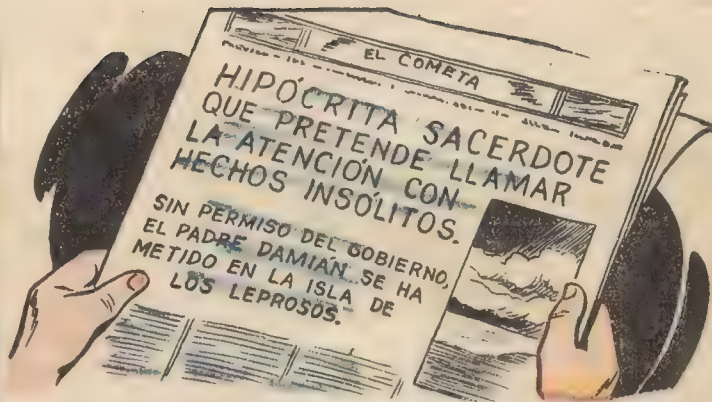 EL COMETA
HIPÓCRITA SACERDOTE
QUE PRETENDE LLAMAR
LA ATENCIÓN CON
HECHOS INSÓLITOS.
SIN PERMISO DEL GOBIERNO,
EL PADRE DAMIÁN SE HA
METIDO EN LA ISLA DE
LOS LEPROSOS.